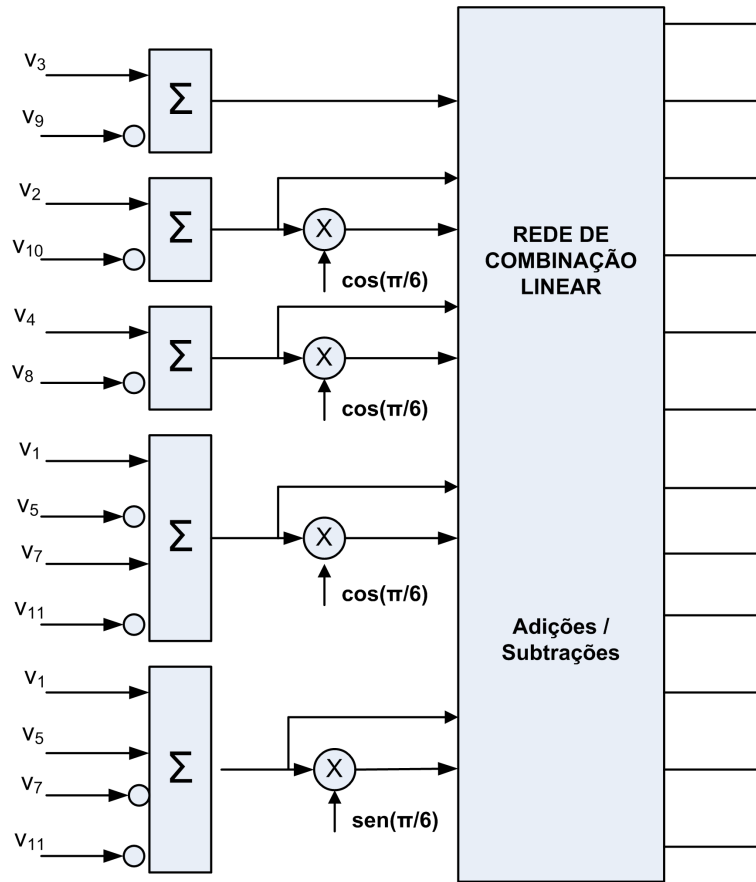 v₃
Σ
v₉
v₂
Σ
v₁₀
X
cos(π/6)
v₄
Σ
v₈
X
cos(π/6)
v₁
v₅
Σ
v₇
v₁₁
X
cos(π/6)
v₁
v₅
Σ
v₇
v₁₁
X
sen(π/6)
REDE DE
COMBINAÇÃO
LINEAR
Adições /
Subtrações